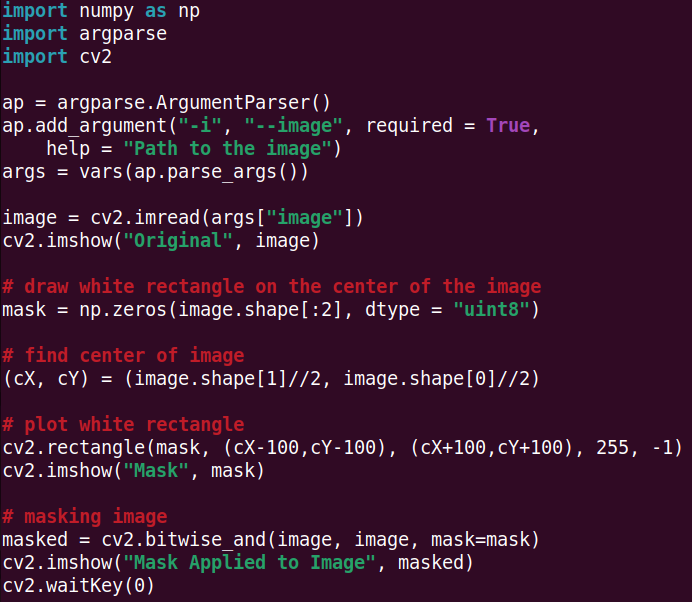 import numpy as np
import argparse
import cv2

ap = argparse.ArgumentParser()
ap.add_argument("-i", "--image", required = True,
    help = "Path to the image")
args = vars(ap.parse_args())

image = cv2.imread(args["image"])
cv2.imshow("Original", image)

# draw white rectangle on the center of the image
mask = np.zeros(image.shape[:2], dtype = "uint8")

# find center of image
(cX, cY) = (image.shape[1]//2, image.shape[0]//2)

# plot white rectangle
cv2.rectangle(mask, (cX-100,cY-100), (cX+100,cY+100), 255, -1)
cv2.imshow("Mask", mask)

# masking image
masked = cv2.bitwise_and(image, image, mask=mask)
cv2.imshow("Mask Applied to Image", masked)
cv2.waitKey(0)